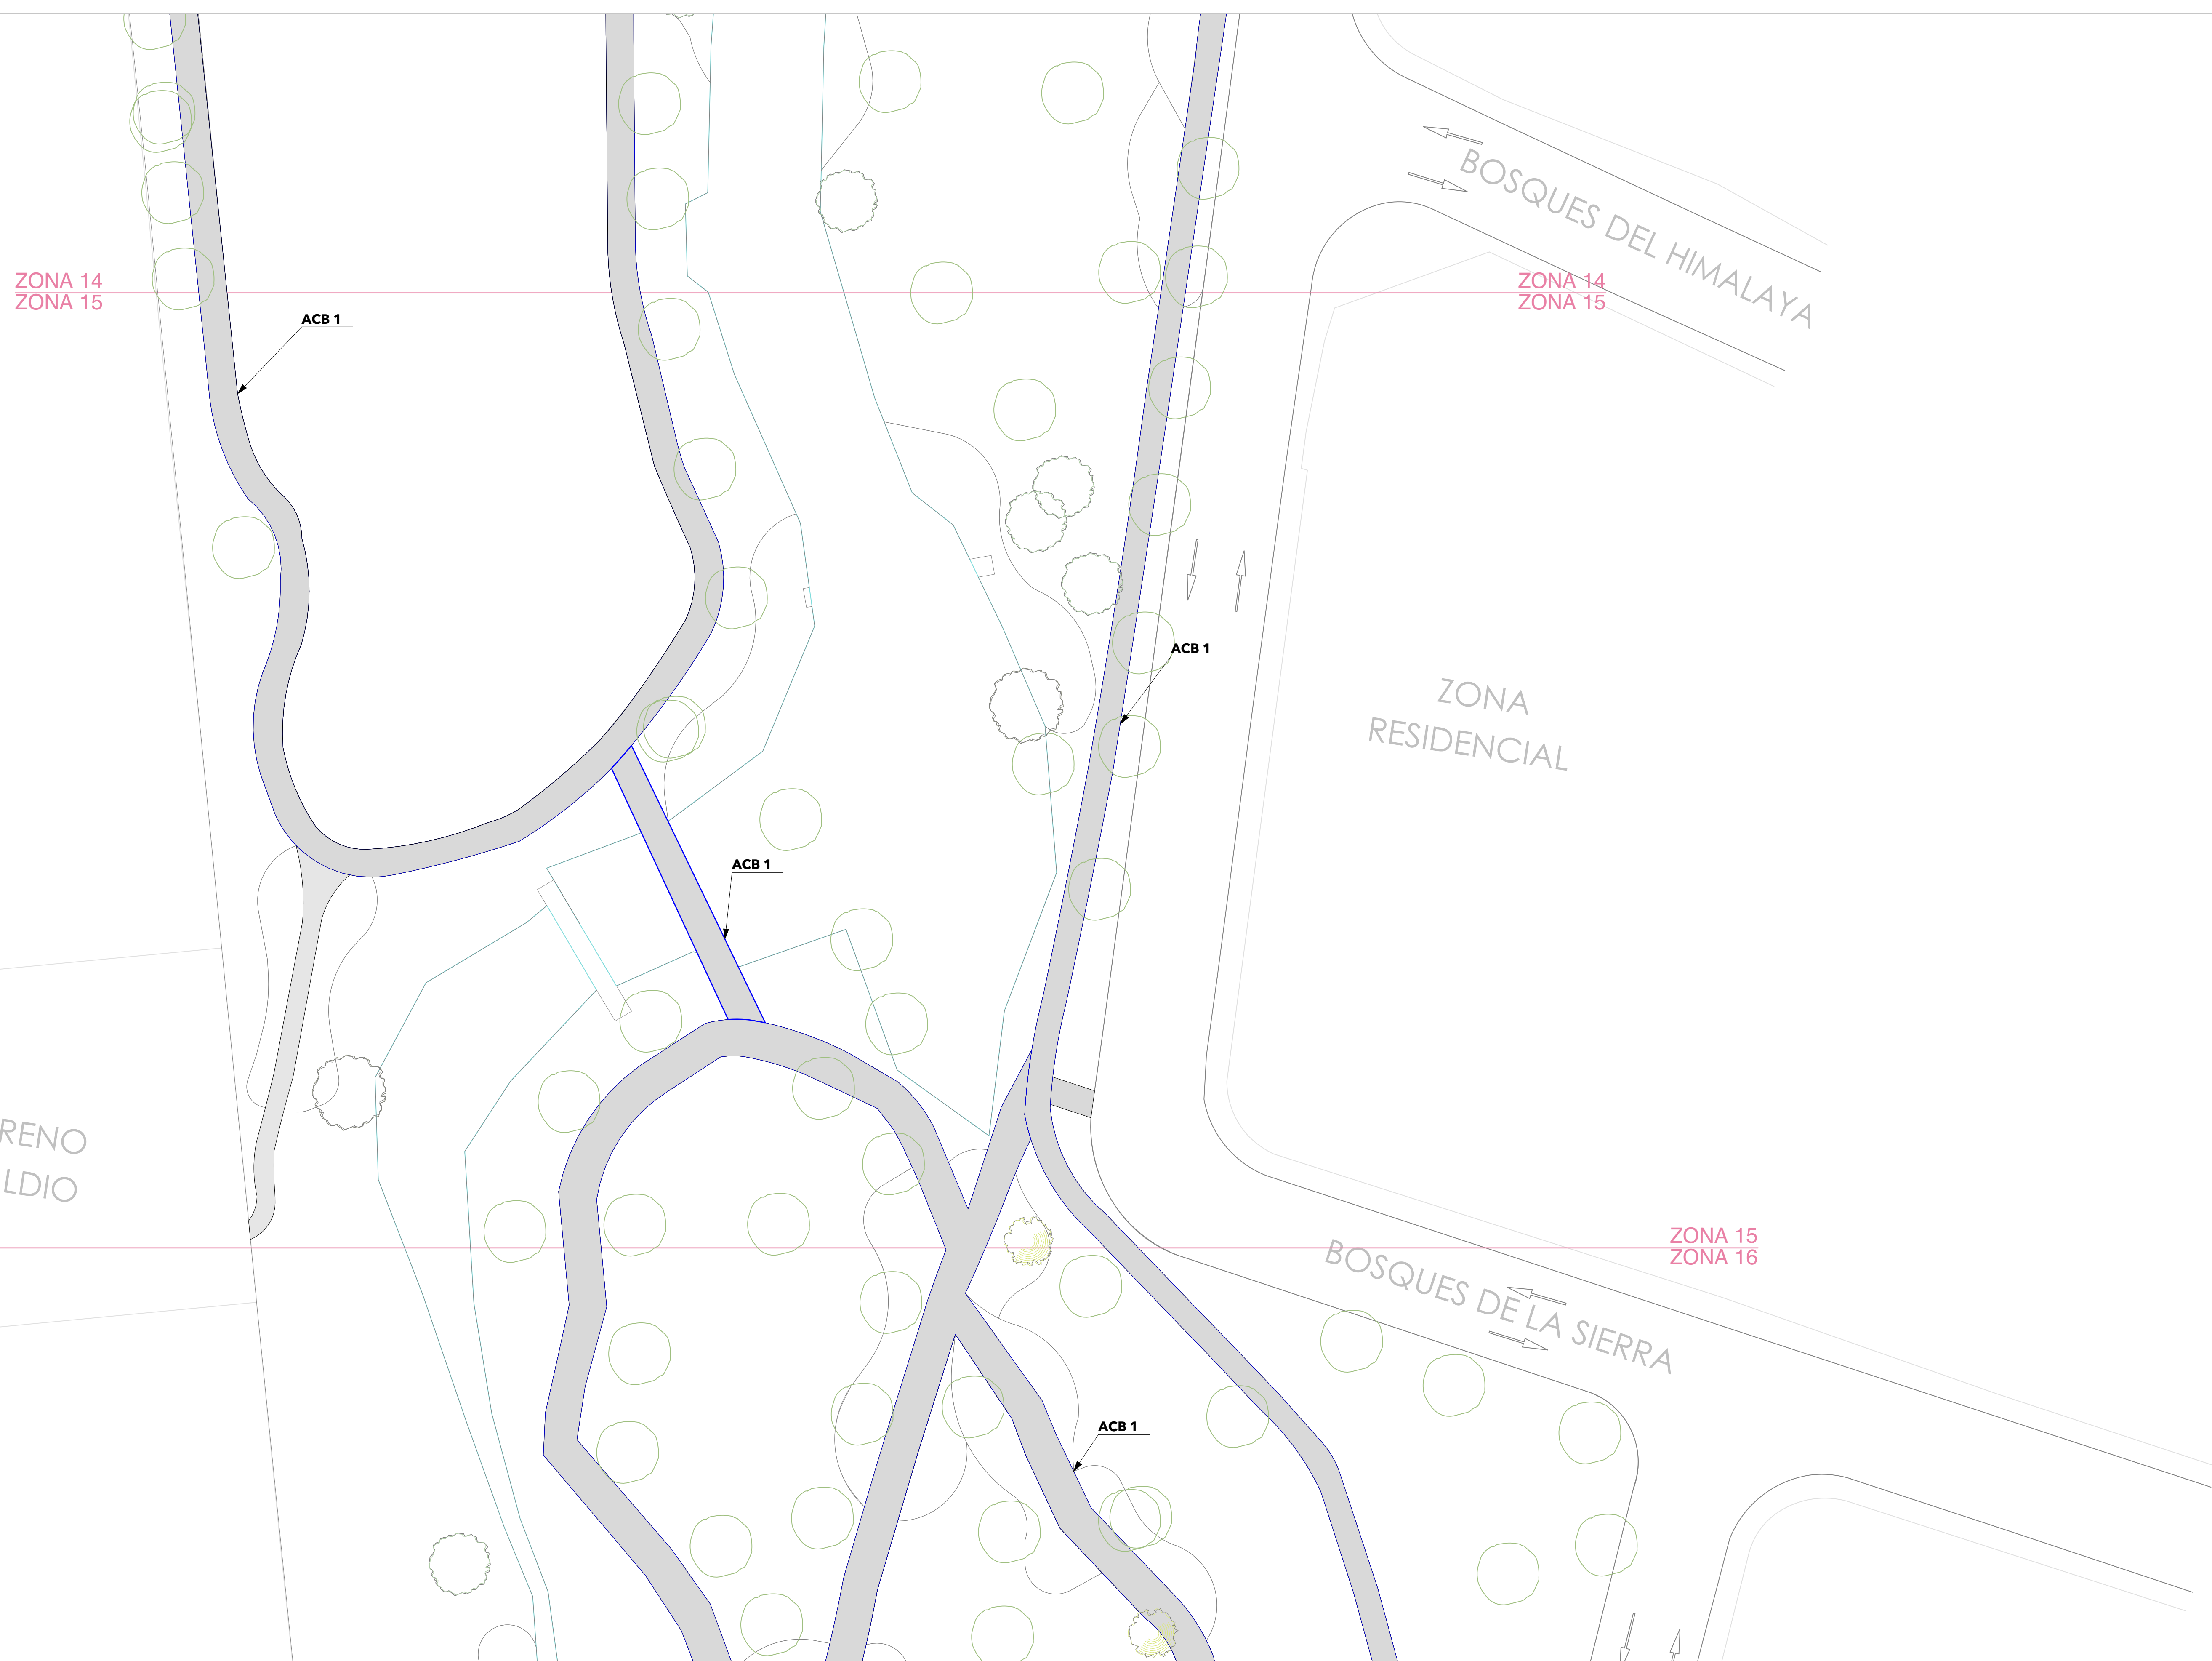 BOSQUES DEL HIMALAYA
ZONA 14
ZONA 15
ZONA 14
ZONA 15
ACB 1
ACB 1
ZONA
RESIDENCIAL
ACB 1
RENO
LDIO
ZONA 15
ZONA 16
BOSQUES DE LA SIERRA
ACB 1